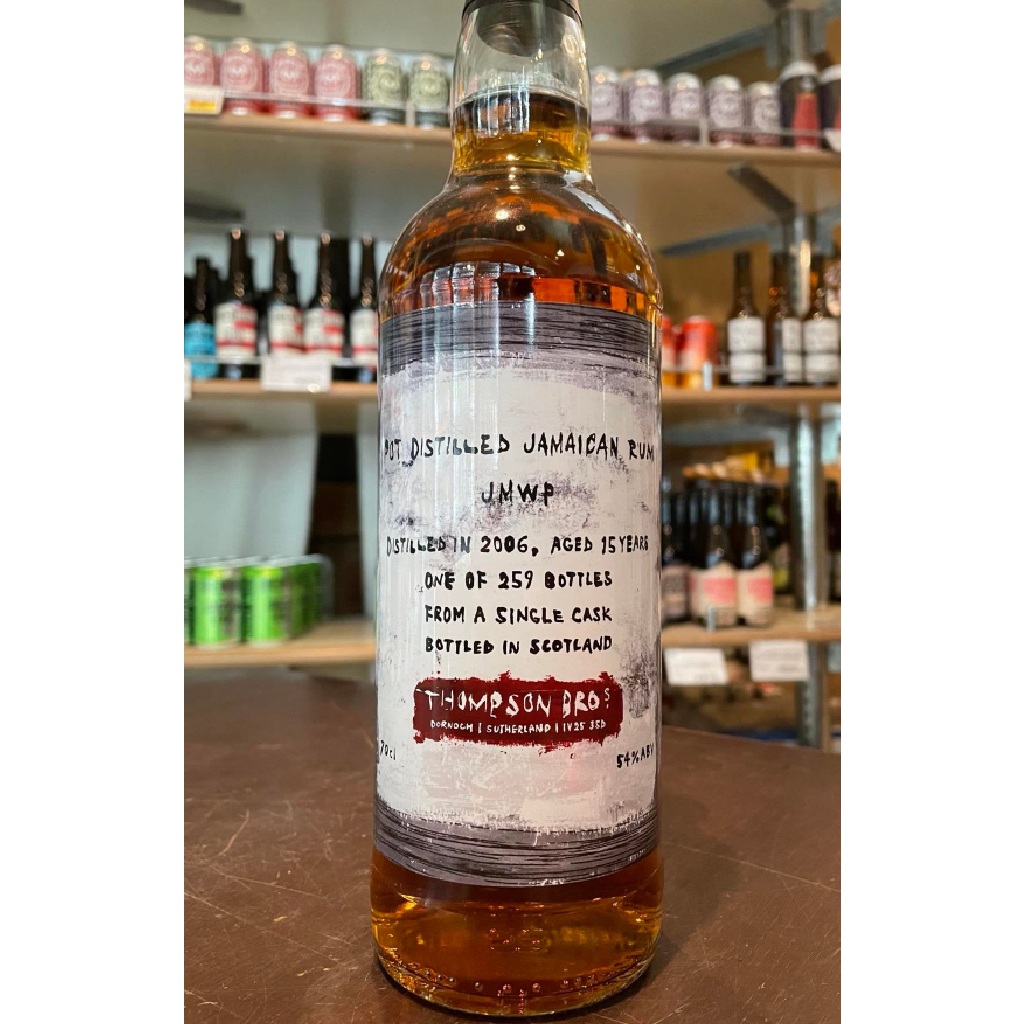 POT DISTILLED JAMAICAN RUM
JMWP
DISTILLED IN 2006, AGED 15 YEARS
ONE OF 259 BOTTLES
FROM A SINGLE CASK
BOTTLED IN SCOTLAND
THOMPSON BROS
DORNOCH | SUTHERLAND | IV25 3SD
70cl
54% ABV